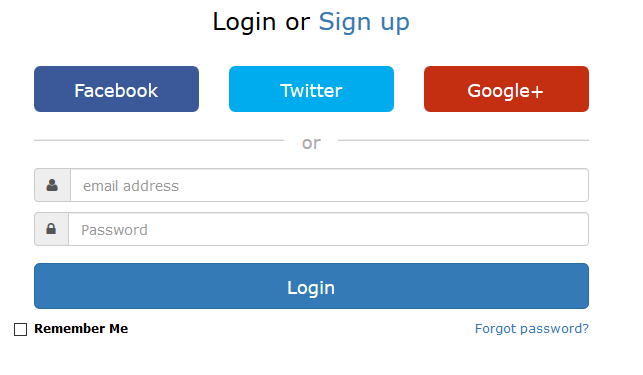 Login or Sign up
Facebook Twitter Google+
or
email address
Password
Login
Remember Me Forgot password?